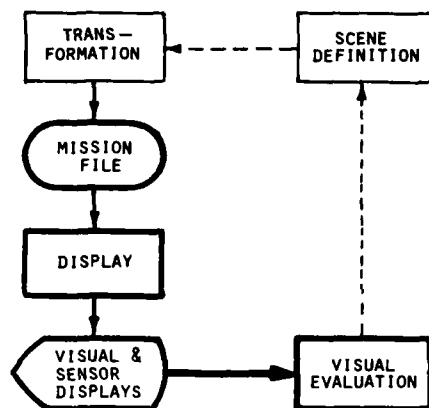 TRANS-
FORMATION
SCENE
DEFINITION
MISSION
FILE
DISPLAY
VISUAL &
SENSOR
DISPLAYS
VISUAL
EVALUATION